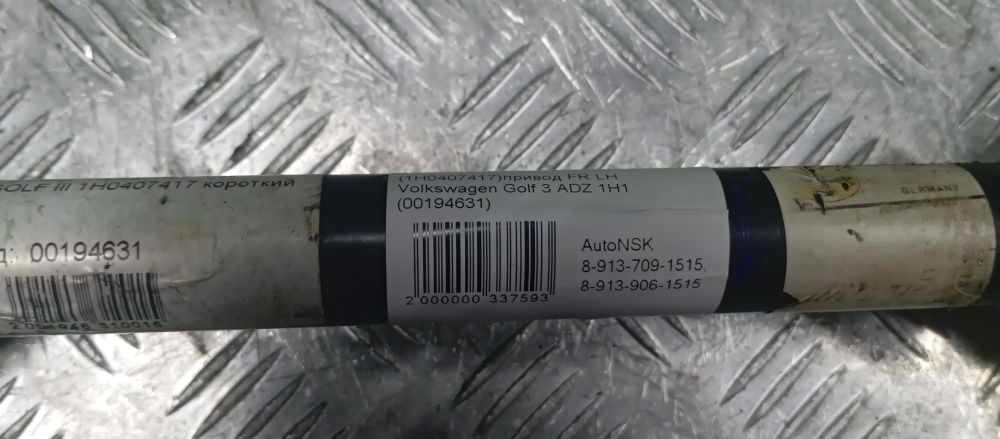 GOLF III 1H0407417 короткий
00194631
(1H0407417)привод FR LH
Volkswagen Golf 3 ADZ 1H1
(00194631)
2 000000 337593
AutoNSK
8-913-709-1515,
8-913-906-1515
GERMANY